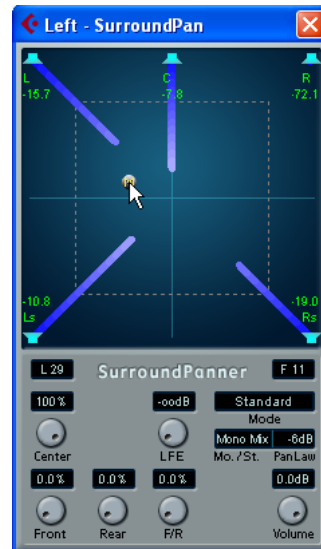 Left - SurroundPan
L C R
-15.7 -7.8 -72.1
-10.8 -19.0
Ls Rs
L 29 SurroundPanner F 11
100% -oodB Standard
Mode
Mono Mix -6dB
Center LFE Mo./St. PanLaw
0.0% 0.0% 0.0% 0.0dB
Front Rear F/R Volume